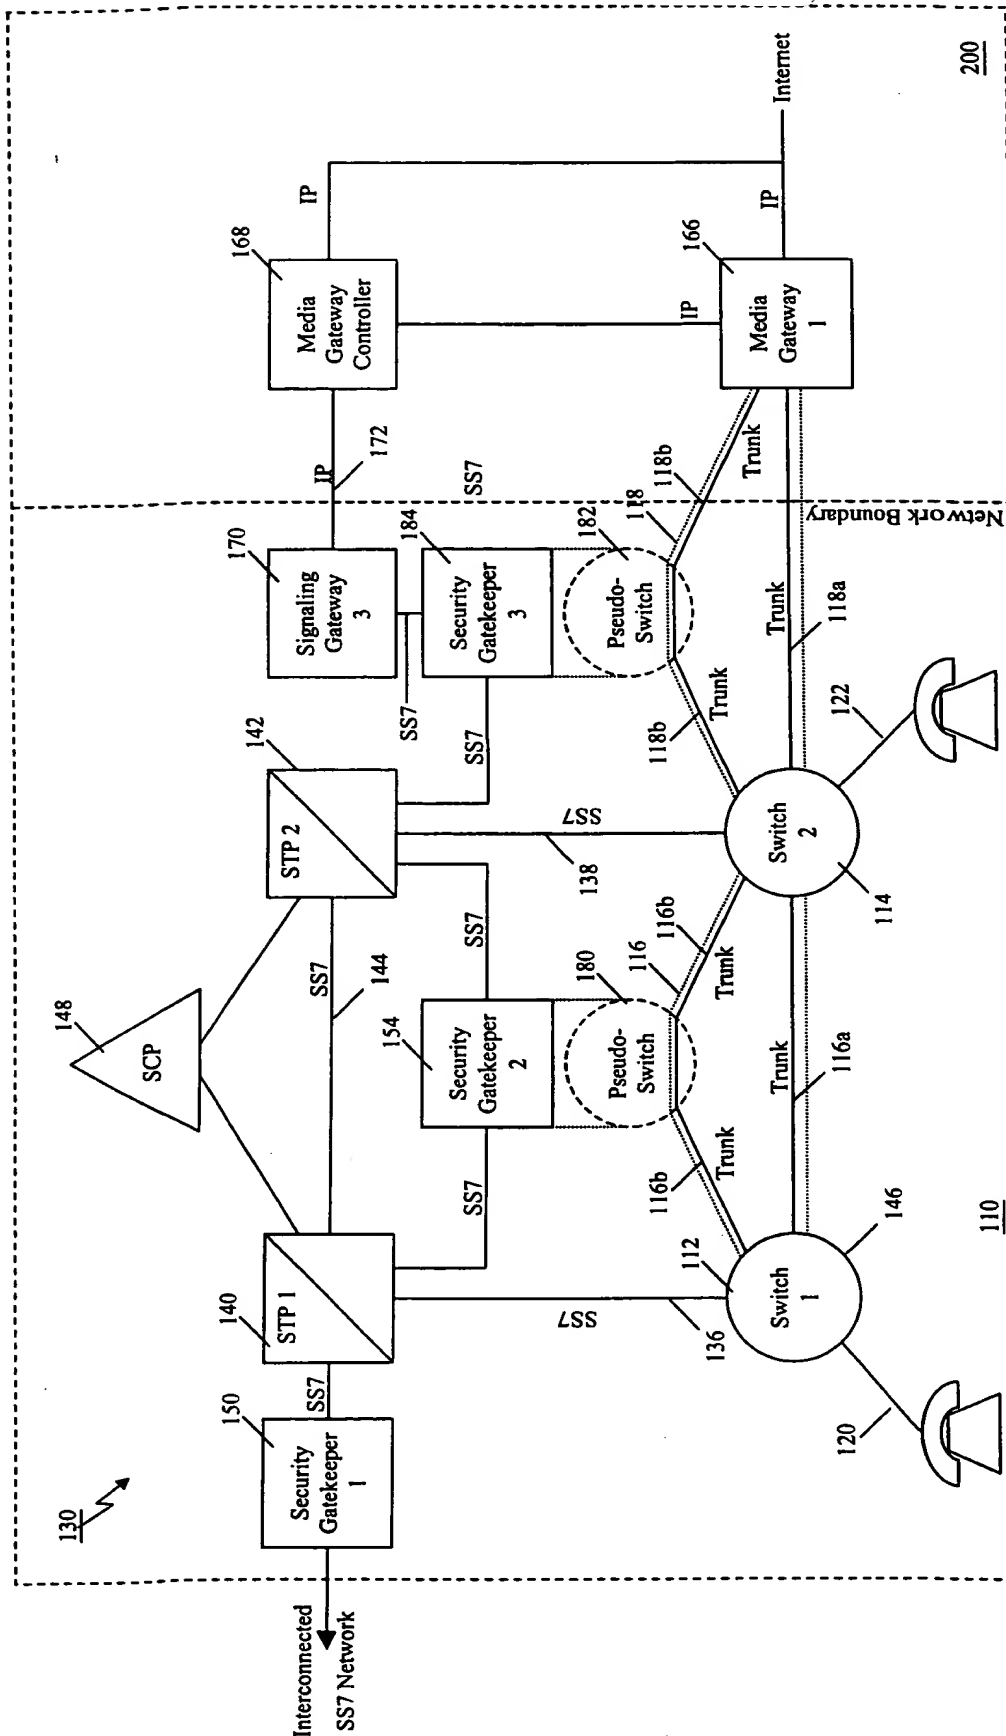 130
Interconnected
SS7 Network
150
Security
Gatekeeper
1
SS7
140
STP 1
148
SCP
SS7
144
142
STP 2
170
Signaling
Gateway
3
IP
172
168
Media
Gateway
Controller
IP
SS7
154
Security
Gatekeeper
2
SS7
SS7
SS7
184
Security
Gatekeeper
3
SS7
SS7
136
SS7
138
180
Pseudo-
Switch
182
Pseudo-
Switch
116b
Trunk
116
116b
Trunk
118b
Trunk
118
118b
Trunk
IP
166
Media
Gateway
1
IP
Internet
112
Switch
1
146
Trunk
116a
Switch
2
114
Trunk
118a
Network Boundary
120
122
110
200